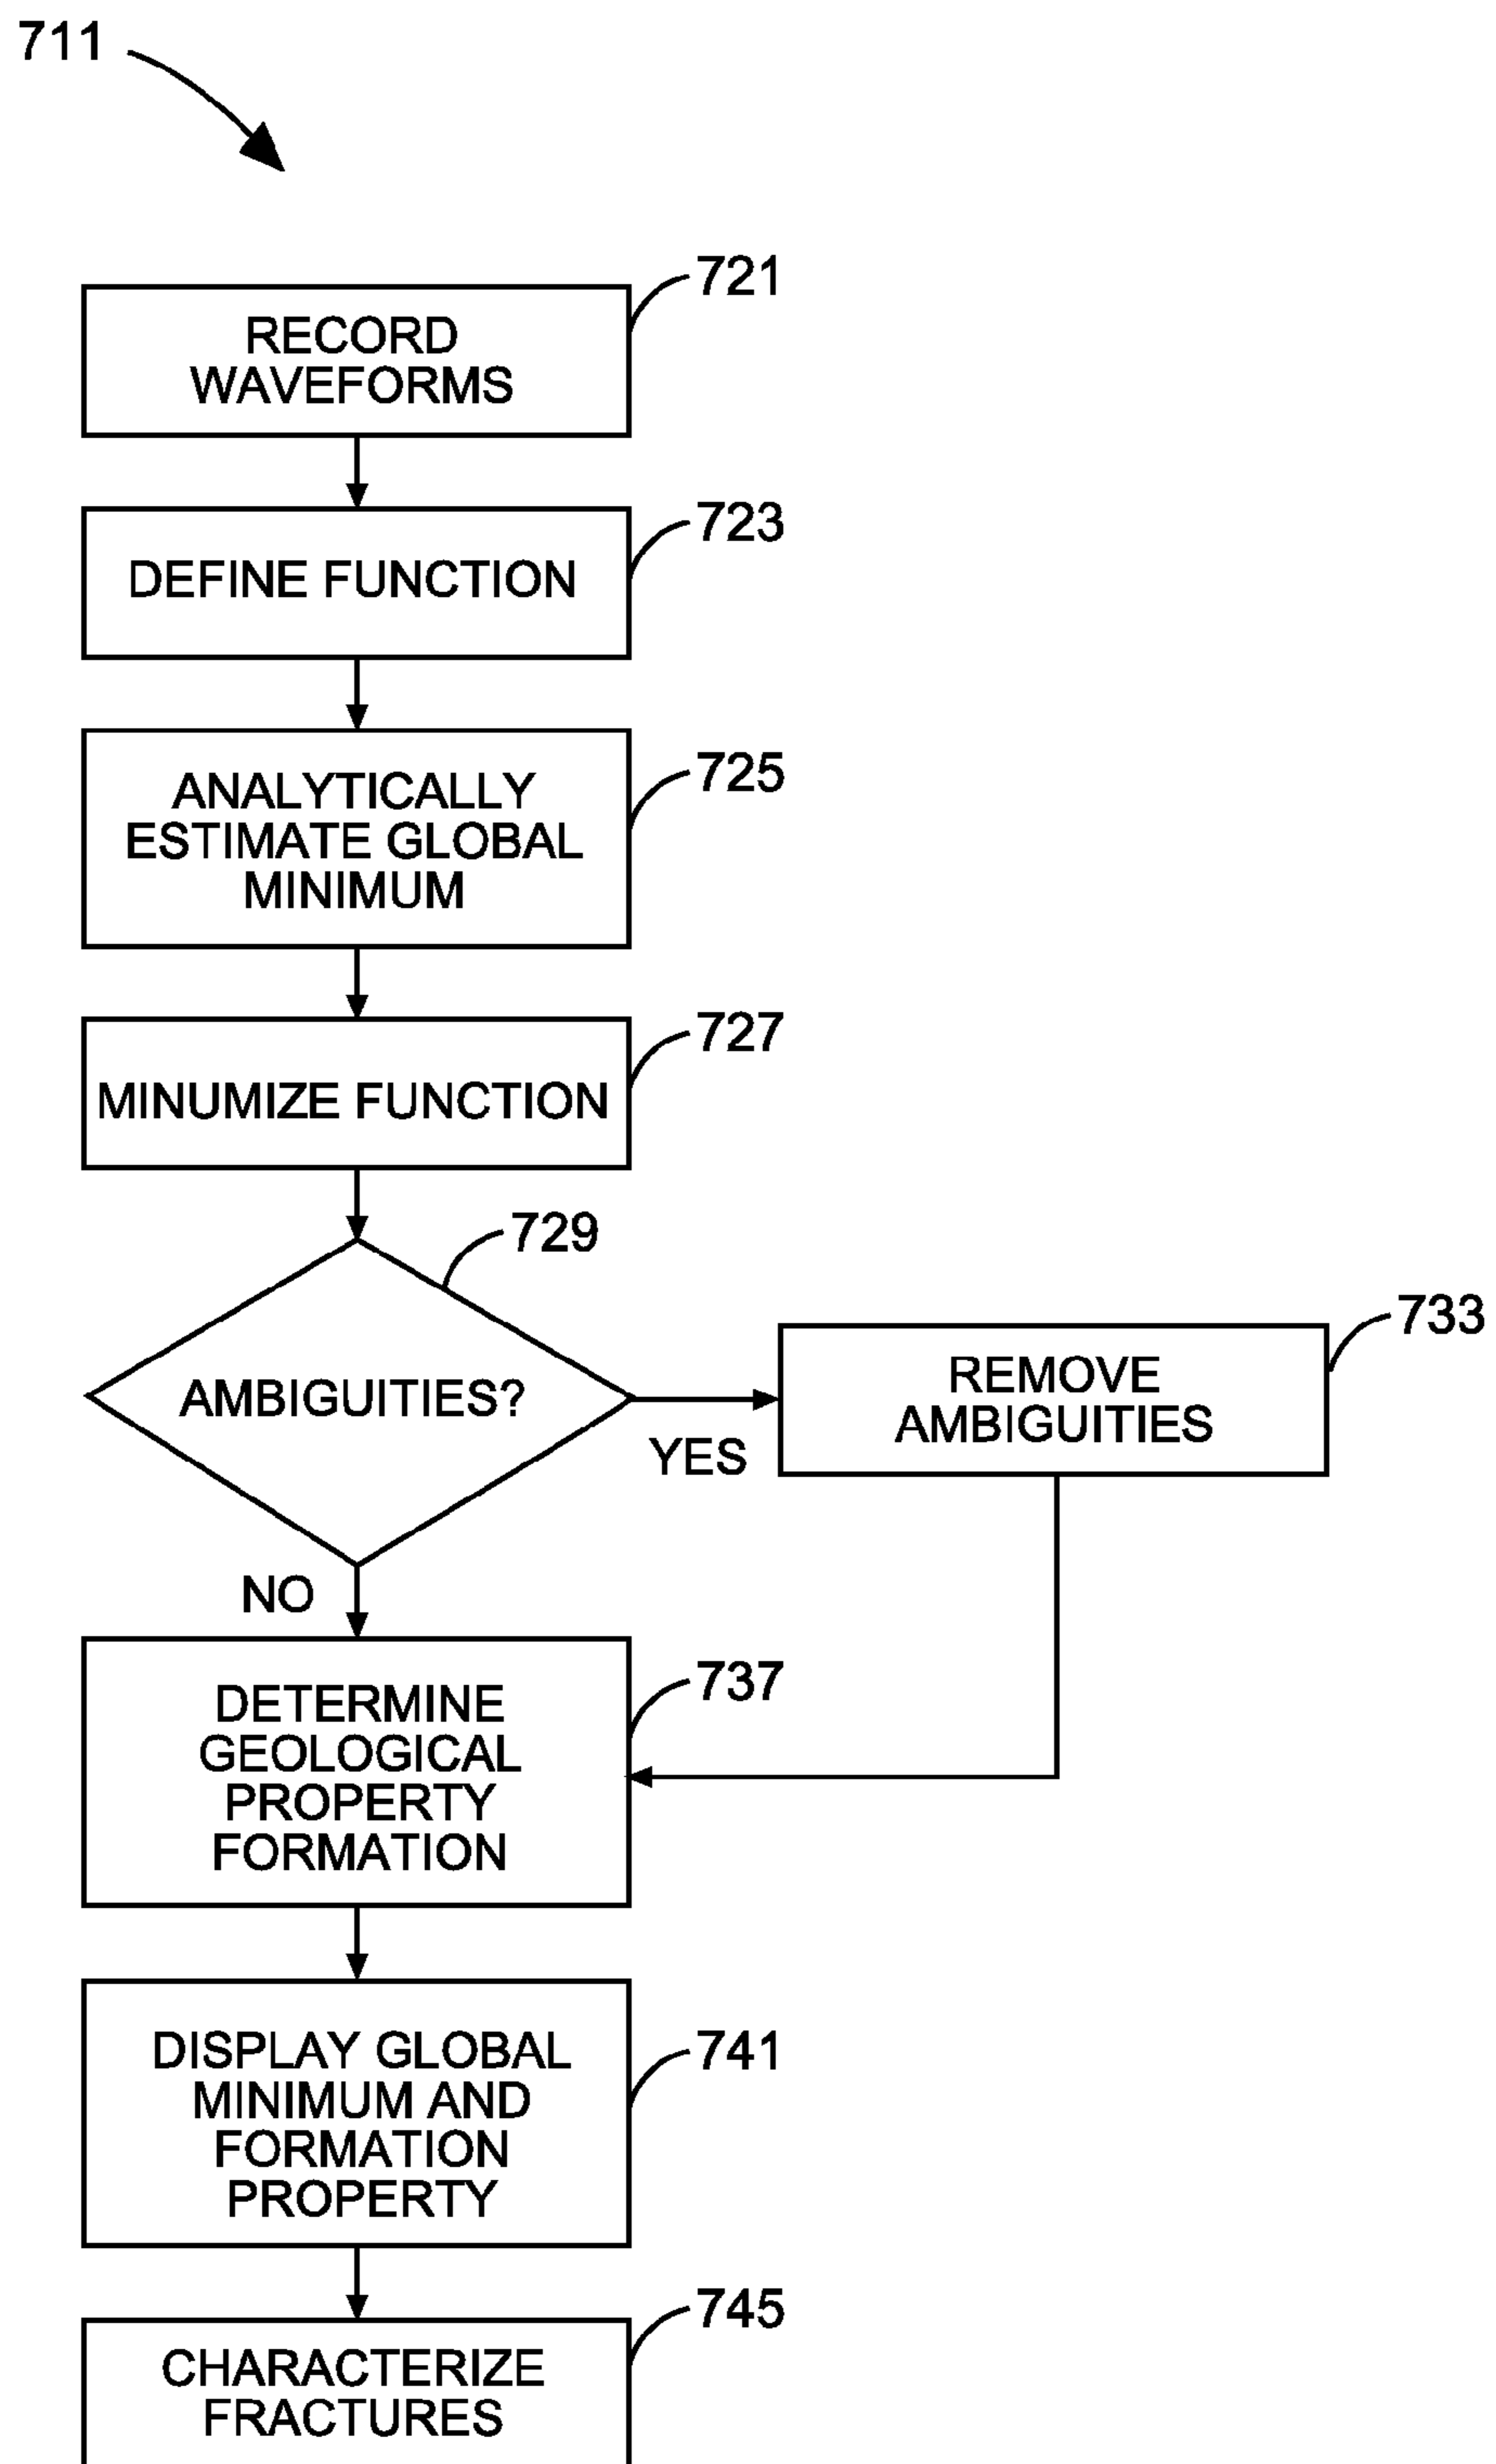 711
721
RECORD
WAVEFORMS
723
DEFINE FUNCTION
725
ANALYTICALLY
ESTIMATE GLOBAL
MINIMUM
727
MINUMIZE FUNCTION
729
AMBIGUITIES?
YES
733
REMOVE
AMBIGUITIES
NO
737
DETERMINE
GEOLOGICAL
PROPERTY
FORMATION
741
DISPLAY GLOBAL
MINIMUM AND
FORMATION
PROPERTY
745
CHARACTERIZE
FRACTURES